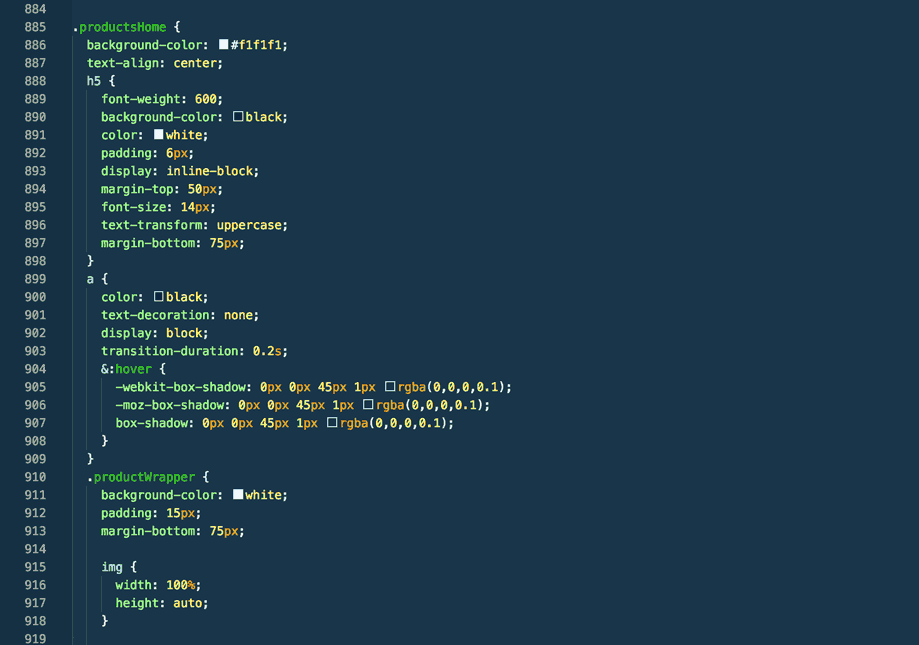 884
885 .productsHome {
886 background-color: #f1f1f1;
887 text-align: center;
888 h5 {
889 font-weight: 600;
890 background-color: black;
891 color: white;
892 padding: 6px;
893 display: inline-block;
894 margin-top: 50px;
895 font-size: 14px;
896 text-transform: uppercase;
897 margin-bottom: 75px;
898 }
899 a {
900 color: black;
901 text-decoration: none;
902 display: block;
903 transition-duration: 0.2s;
904 &:hover {
905 -webkit-box-shadow: 0px 0px 45px 1px rgba(0,0,0,0.1);
906 -moz-box-shadow: 0px 0px 45px 1px rgba(0,0,0,0.1);
907 box-shadow: 0px 0px 45px 1px rgba(0,0,0,0.1);
908 }
909 }
910 .productWrapper {
911 background-color: white;
912 padding: 15px;
913 margin-bottom: 75px;
914
915 img {
916 width: 100%;
917 height: auto;
918 }
919